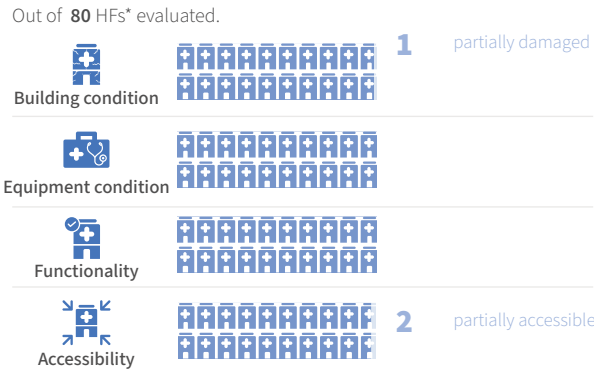 Out of 80 HFs* evaluated.
1 partially damaged
Building condition
Equipment condition
Functionality
2 partially accessible
Accessibility